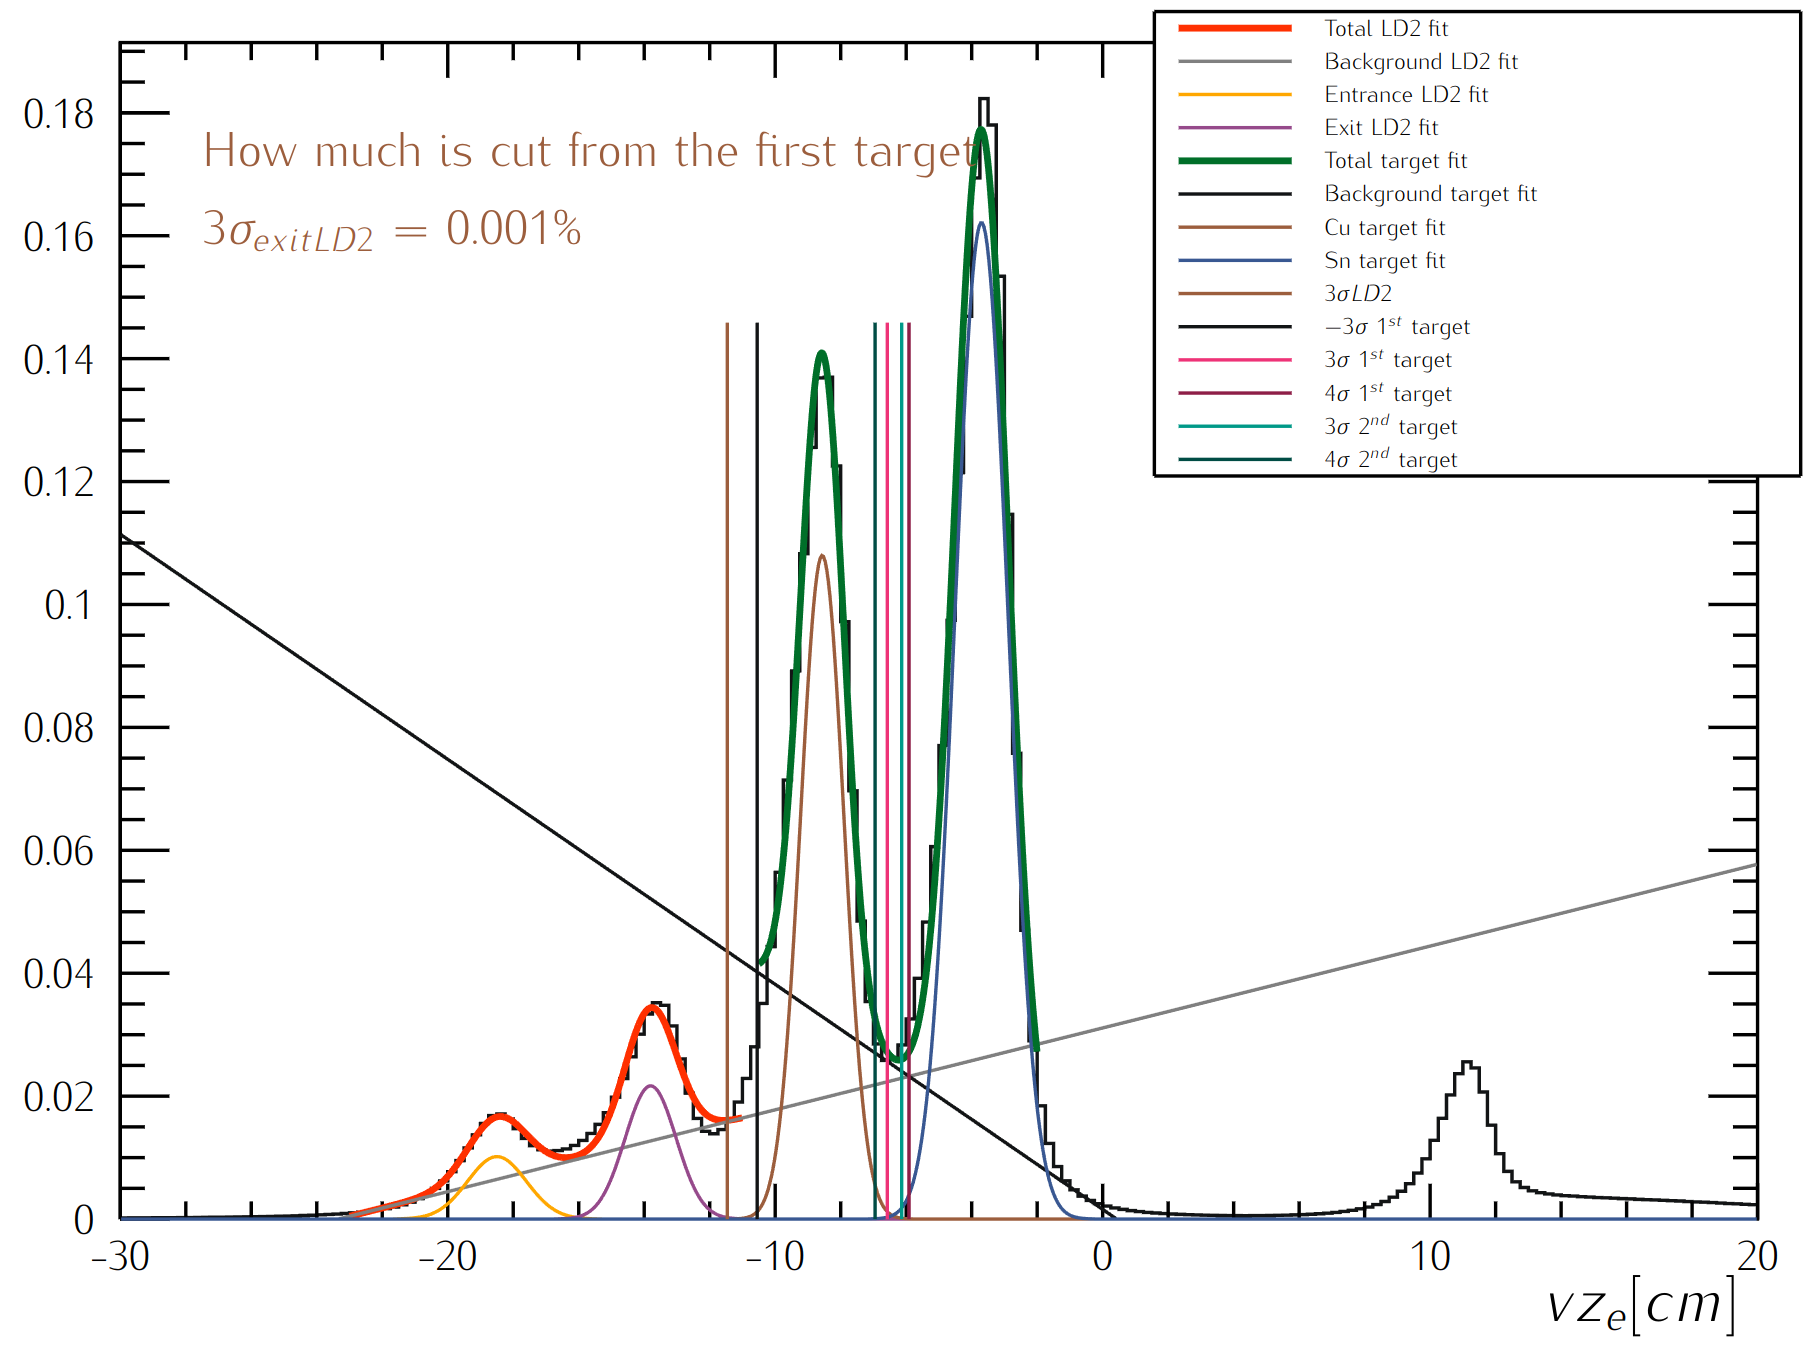 How much is cut from the first target
3σexitLD2 = 0.001%
Total LD2 fit
Background LD2 fit
Entrance LD2 fit
Exit LD2 fit
Total target fit
Background target fit
Cu target fit
Sn target fit
3σLD2
−3σ 1st target
3σ 1st target
4σ 1st target
3σ 2nd target
4σ 2nd target
0.18
0.16
0.14
0.12
0.1
0.08
0.06
0.04
0.02
0
−30 −20 −10 0 10 20
vze[cm]